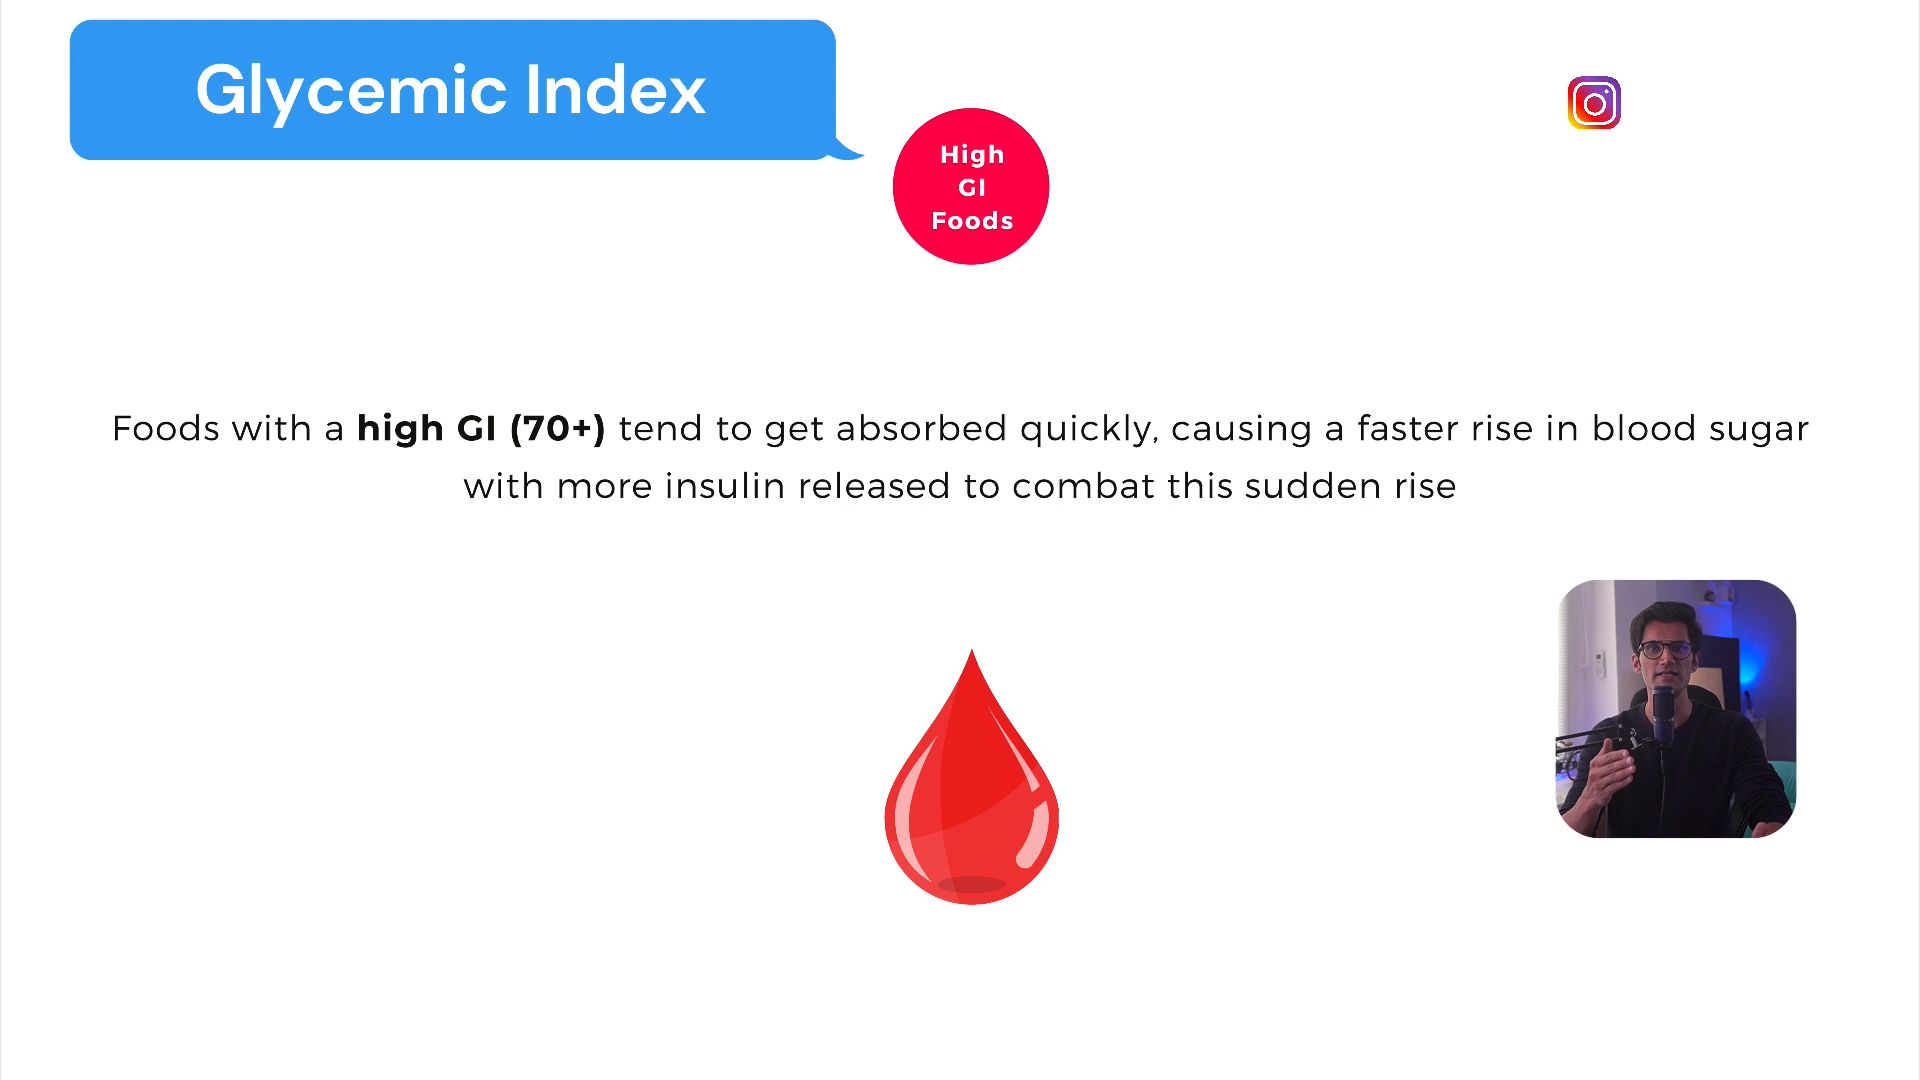 Glycemic Index
High
GI
Foods
Foods with a high GI (70+) tend to get absorbed quickly, causing a faster rise in blood sugar
with more insulin released to combat this sudden rise